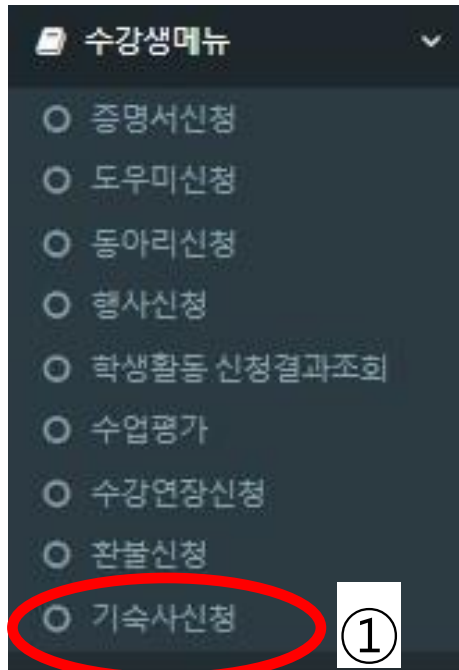 수강생메뉴
증명서신청
도우미신청
동아리신청
행사신청
학생활동 신청결과조회
수업평가
수강연장신청
환불신청
기숙사신청
①